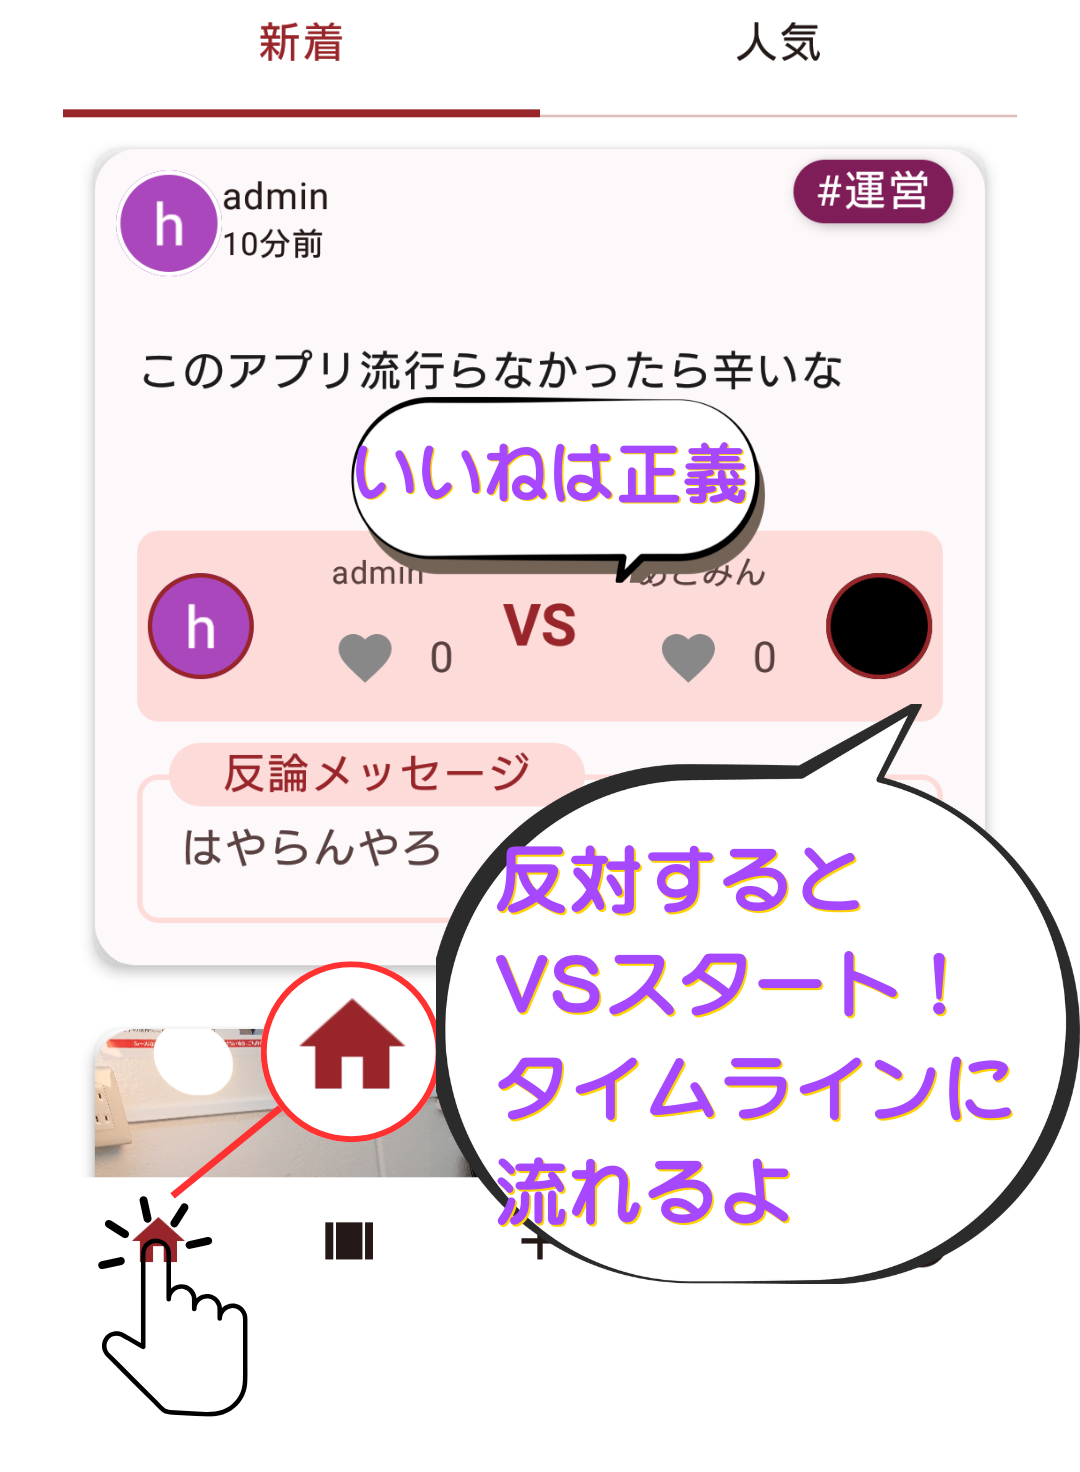 新着
人気
h
admin
10分前
#運営
このアプリ流行らなかったら辛いな
いいねは正義
admin
h
VS
0
0
反論メッセージ
はやらんやろ
反対すると
VSスタート！
タイムラインに
流れるよ